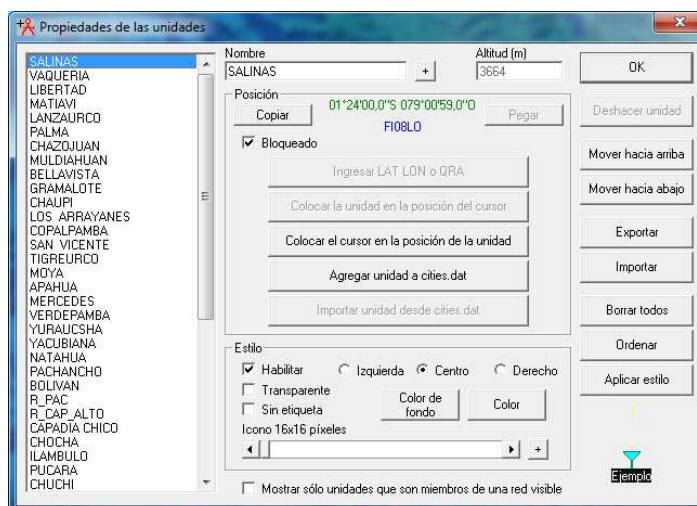 Propiedades de las unidades
SALINAS
VAQUERIA
LIBERTAD
MATIAVI
LANZAURCO
PALMA
CHAZOJUAN
MULDIAHUAN
BELLAVISTA
GRAMALOTE
CHAUPI
LOS ARRAYANES
COPALPAMBA
SAN VICENTE
TIGREURCO
MOYA
APAHUA
MERCEDES
VERDEPAMBA
YURAUCSHA
YACUBIANA
NATAHUA
PACHANCHO
BOLIVAN
R_PAC
R_CAP_ALTO
CAPADIA CHICO
CHOCHA
ILAMBULO
PUCARA
CHUCHI
Nombre
SALINAS
+
Altitud (m)
3664
Posición
Copiar
01°24'00,0"S 079°00'59,0"O
FI08LO
Pegar
Bloqueado
Ingresar LAT LON o QRA
Colocar la unidad en la posición del cursor
Colocar el cursor en la posición de la unidad
Agregar unidad a cities.dat
Importar unidad desde cities.dat
Estilo
Habilitar
Izquierda
Centro
Derecho
Transparente
Sin etiqueta
Color de
fondo
Color
Icono 16x16 píxeles
+
Mostrar sólo unidades que son miembros de una red visible
OK
Deshacer unidad
Mover hacia arriba
Mover hacia abajo
Exportar
Importar
Borrar todos
Ordenar
Aplicar estilo
Ejemplo